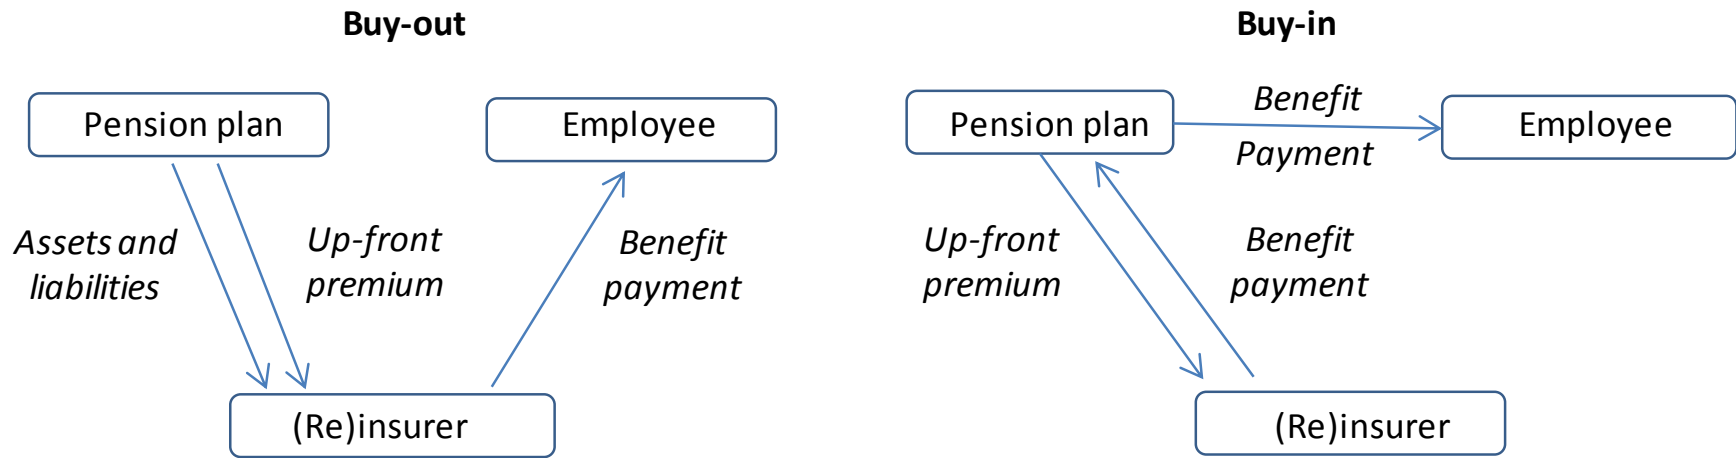 Buy-out
Pension plan
Employee
Assets and
liabilities
Up-front
premium
Benefit
payment
(Re)insurer
Buy-in
Pension plan
Benefit
Payment
Employee
Up-front
premium
Benefit
payment
(Re)insurer